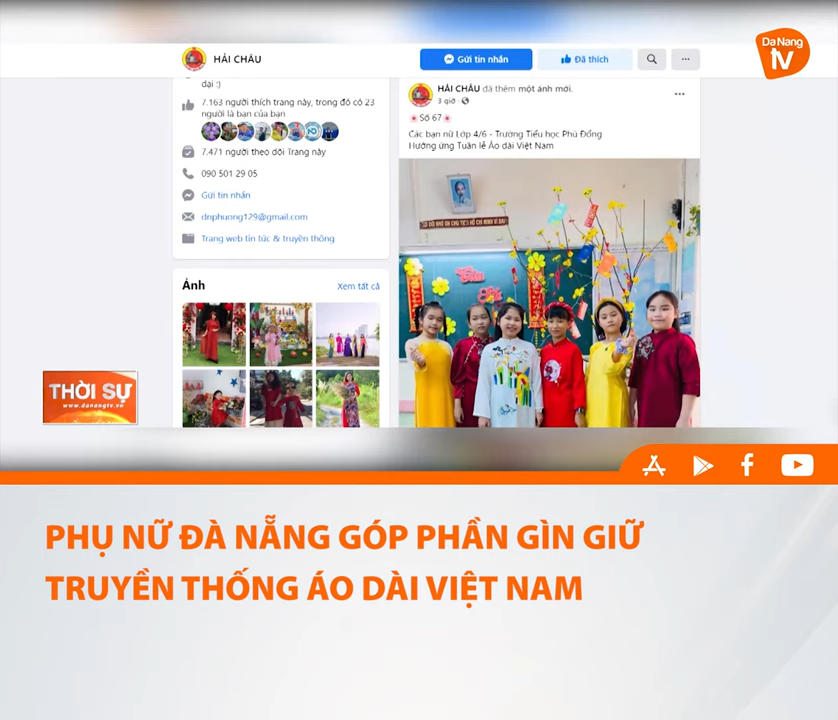 HẢI CHÂU
Gửi tin nhắn
Đã thích
Da Nang
tv
dại :)
7.163 người thích trang này, trong đó có 23
người là bạn của bạn
7.471 người theo dõi Trang này
090 501 29 05
Gửi tin nhắn
dnphuong129@gmail.com
Trang web tin tức & truyền thông
Ảnh
Xem tất cả
HẢI CHÂU đã thêm một ảnh mới.
3 giờ
Số 67
Các bạn nữ Lớp 4/6 - Trường Tiểu học Phù Đổng
Hưởng ứng Tuần lễ Áo dài Việt Nam
THỜI SỰ
www.danangtv.vn
PHỤ NỮ ĐÀ NẴNG GÓP PHẦN GÌN GIỮ
TRUYỀN THỐNG ÁO DÀI VIỆT NAM